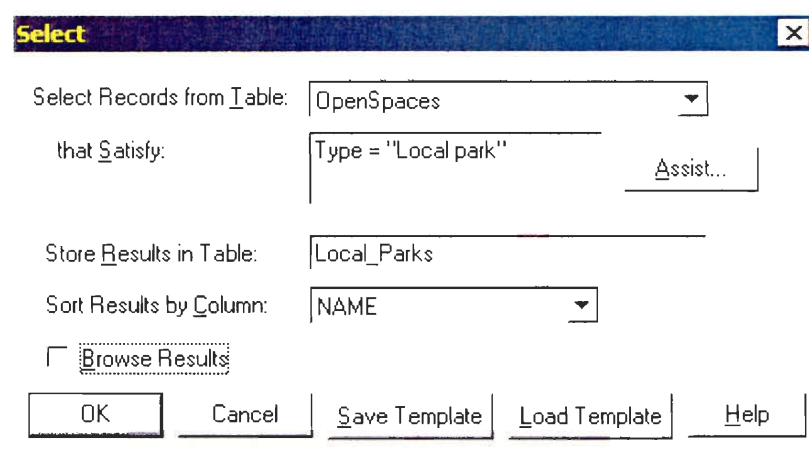 Select
Select Records from Table: OpenSpaces
that Satisfy: Type = "Local park" Assist...
Store Results in Table: Local_Parks
Sort Results by Column: NAME
Browse Results
OK Cancel Save Template Load Template Help